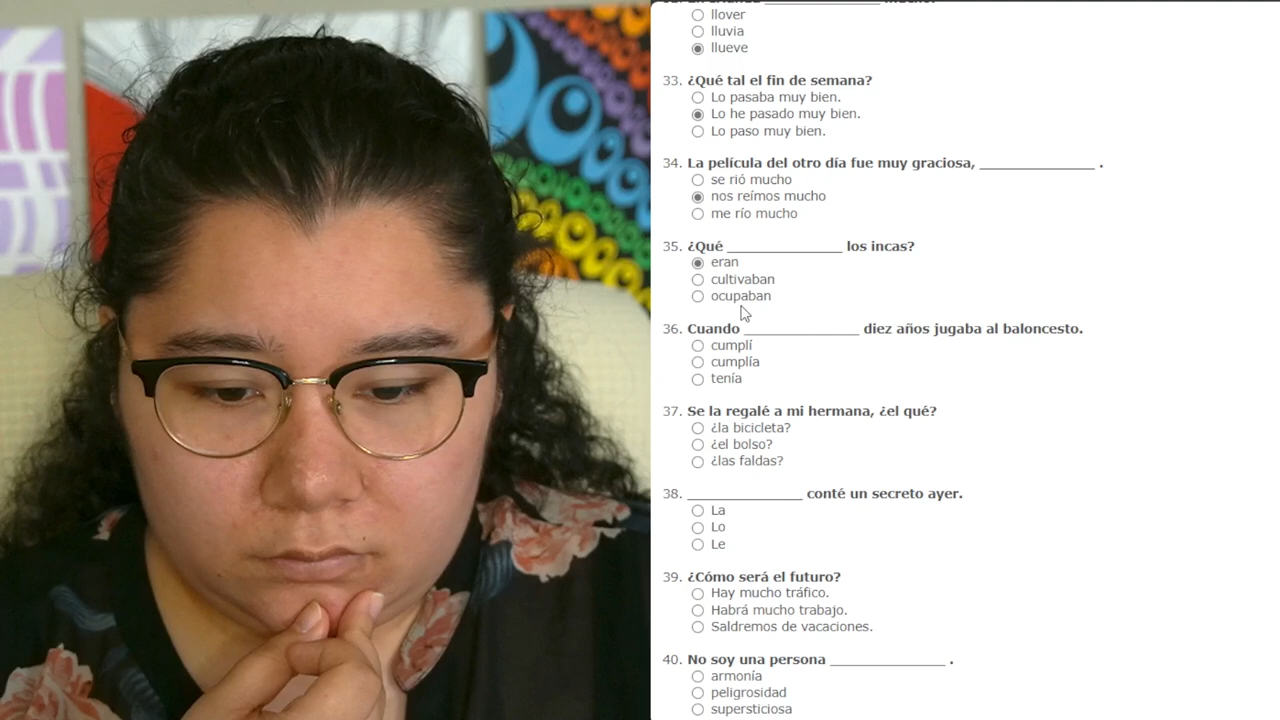 llover
lluvia
llueve
33. ¿Qué tal el fin de semana?
Lo pasaba muy bien.
Lo he pasado muy bien.
Lo paso muy bien.
34. La película del otro día fue muy graciosa, ______________ .
se rió mucho
nos reímos mucho
me río mucho
35. ¿Qué ______________ los incas?
eran
cultivaban
ocupaban
36. Cuando ______________ diez años jugaba al baloncesto.
cumplí
cumplía
tenía
37. Se la regalé a mi hermana, ¿el qué?
¿la bicicleta?
¿el bolso?
¿las faldas?
38. ______________ conté un secreto ayer.
La
Lo
Le
39. ¿Cómo será el futuro?
Hay mucho tráfico.
Habrá mucho trabajo.
Saldremos de vacaciones.
40. No soy una persona ______________ .
armonía
peligrosidad
supersticiosa